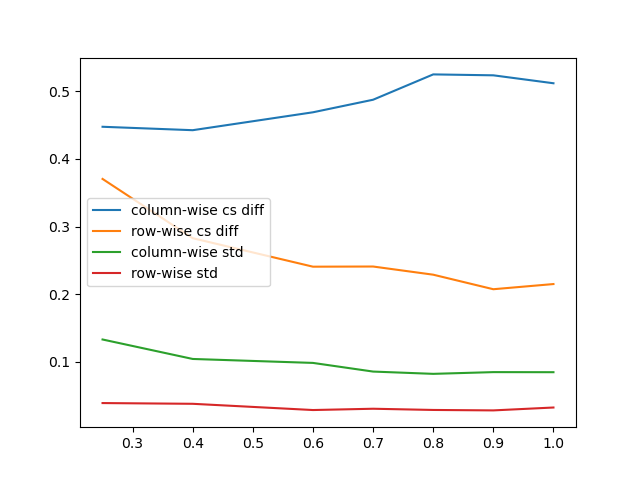 0.5
0.4
0.3
0.2
0.1
column-wise cs diff
row-wise cs diff
column-wise std
row-wise std
0.3 0.4 0.5 0.6 0.7 0.8 0.9 1.0